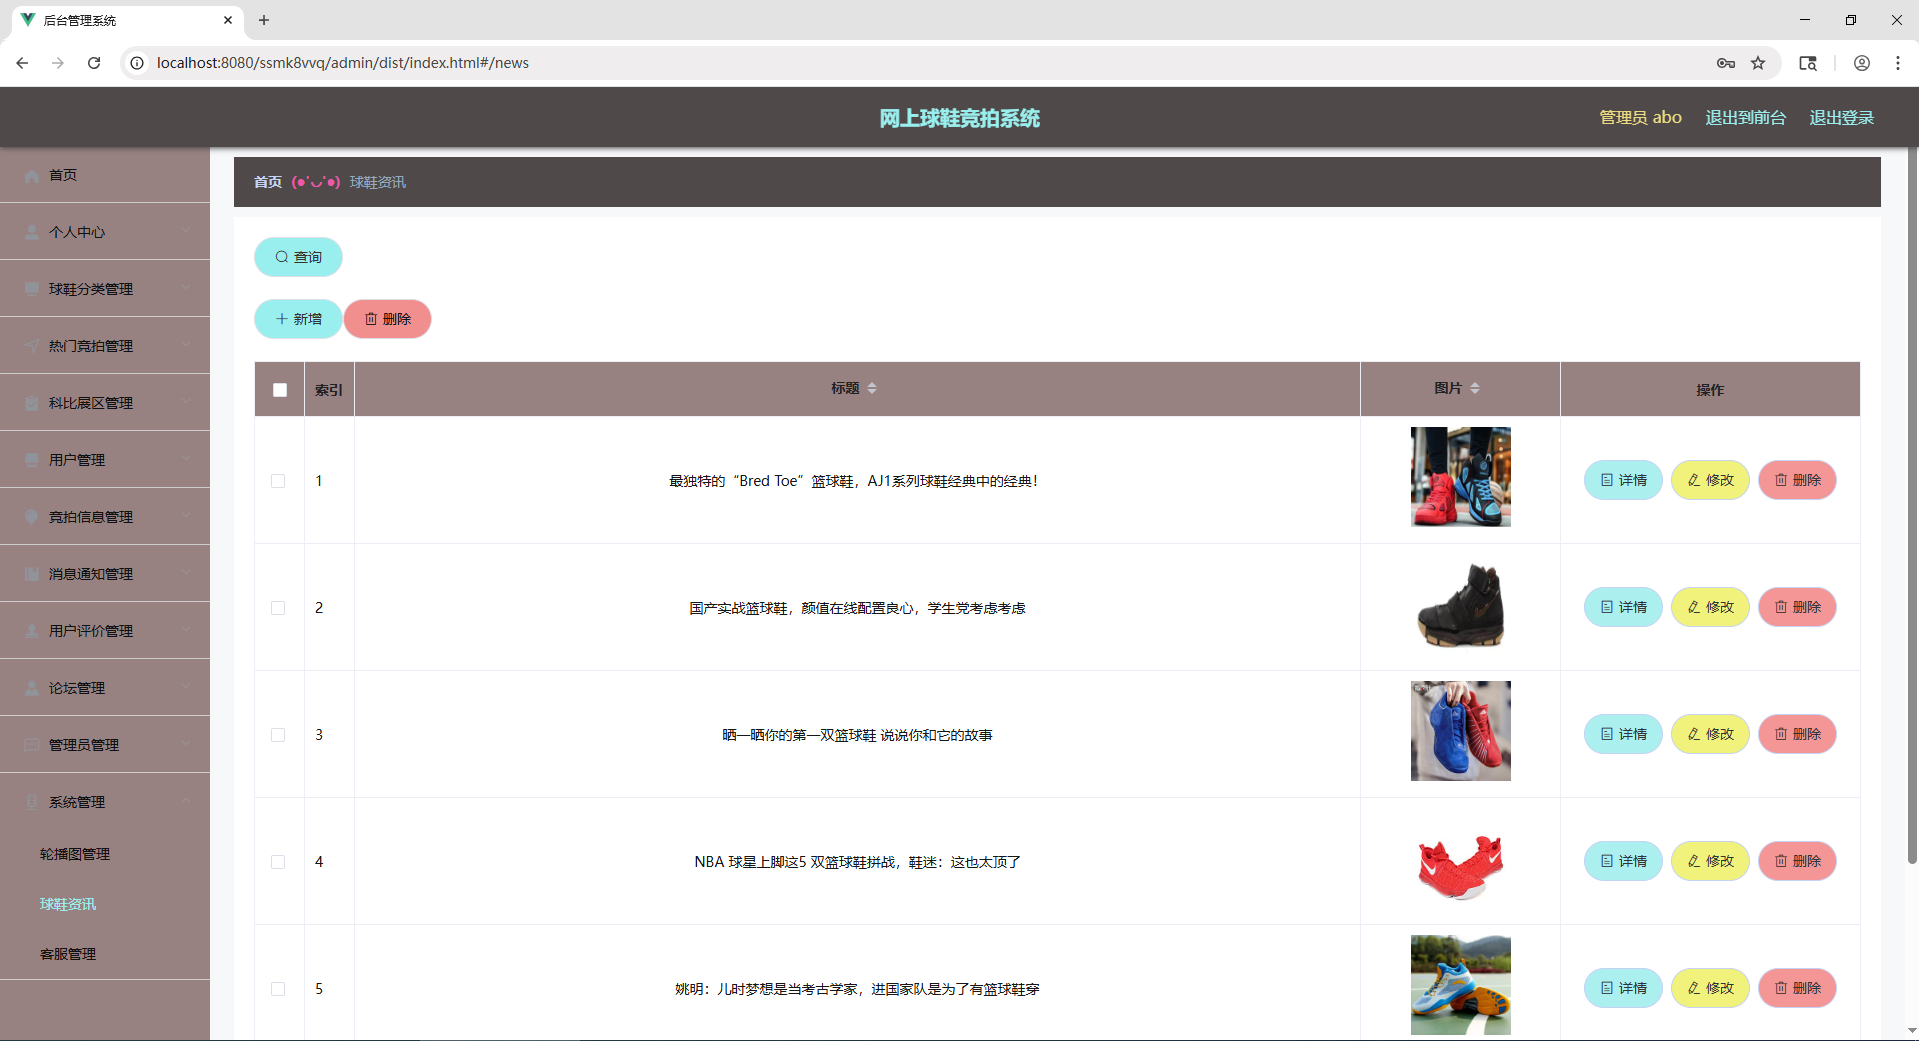 后台管理系统
localhost:8080/ssmk8vvq/admin/dist/index.html#/news
网上球鞋竞拍系统
管理员 abo 退出到前台 退出登录
首页
个人中心
球鞋分类管理
热门竞拍管理
科比展区管理
用户管理
竞拍信息管理
消息通知管理
用户评价管理
论坛管理
管理员管理
系统管理
轮播图管理
球鞋资讯
客服管理
首页 (●'◡'●) 球鞋资讯
查询
新增 删除
索引 标题 图片 操作
1 最独特的“Bred Toe”篮球鞋，AJ1系列球鞋经典中的经典！ 详情 修改 删除
2 国产实战篮球鞋，颜值在线配置良心，学生党考虑考虑 详情 修改 删除
3 晒一晒你的第一双篮球鞋 说说你和它的故事 详情 修改 删除
4 NBA 球星上脚这5 双篮球鞋拼战，鞋迷：这也太顶了 详情 修改 删除
5 姚明：儿时梦想是当考古学家，进国家队是为了有篮球鞋穿 详情 修改 删除